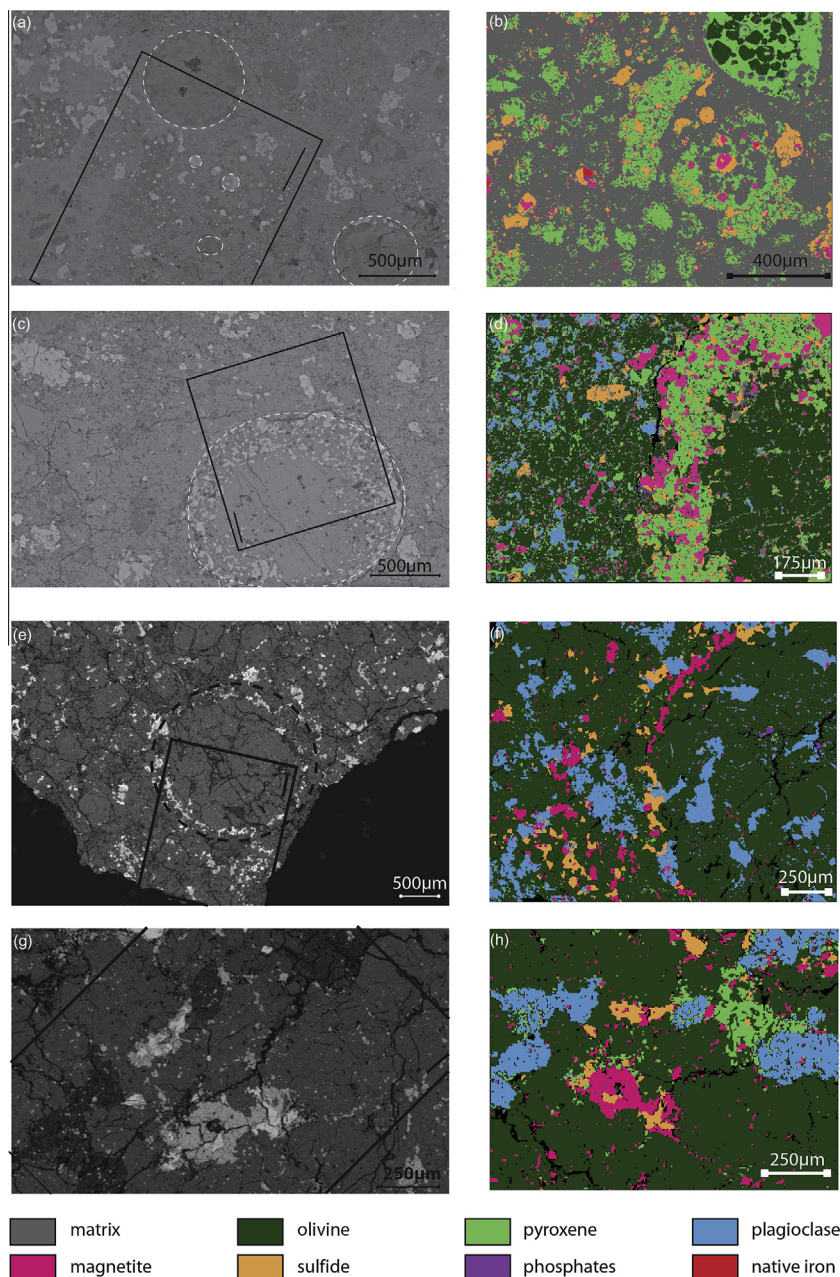 (a)
500μm
(b)
400μm
(c)
500μm
(d)
175μm
(e)
500μm
(f)
250μm
(g)
250μm
(h)
250μm
matrix olivine pyroxene plagioclase
magnetite sulfide phosphates native iron